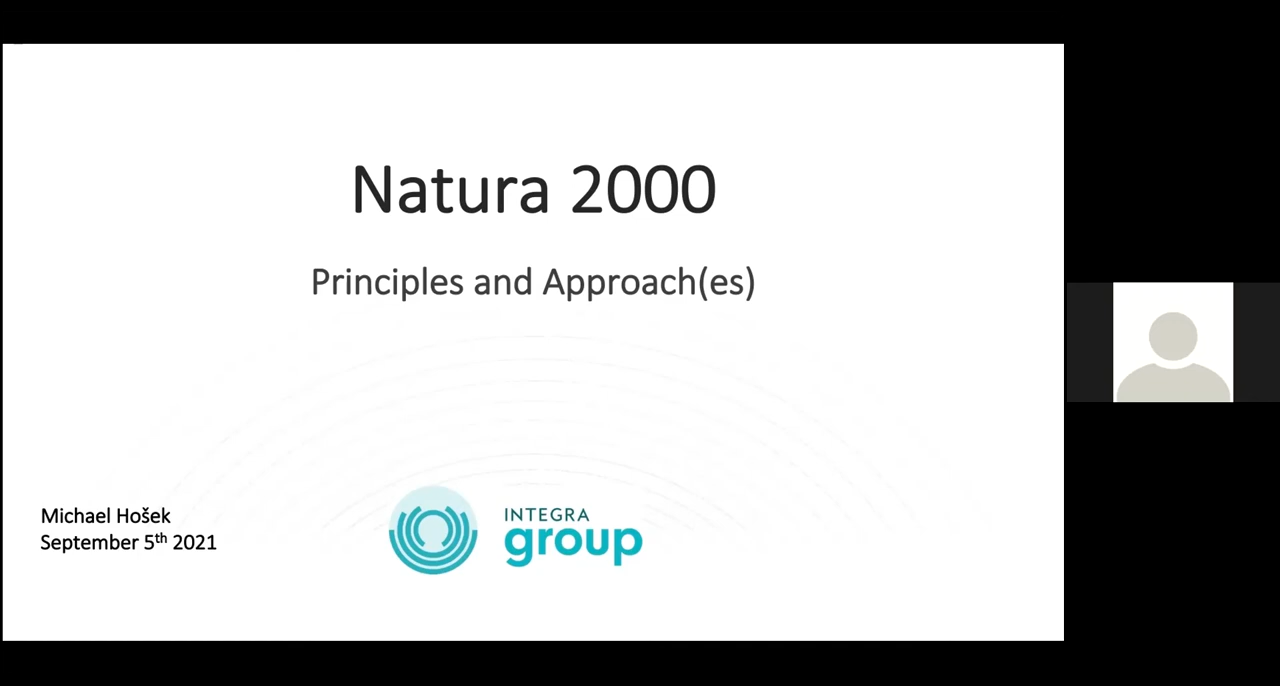 Natura 2000
Principles and Approach(es)
Michael Hošek
September 5th 2021
INTEGRA
group